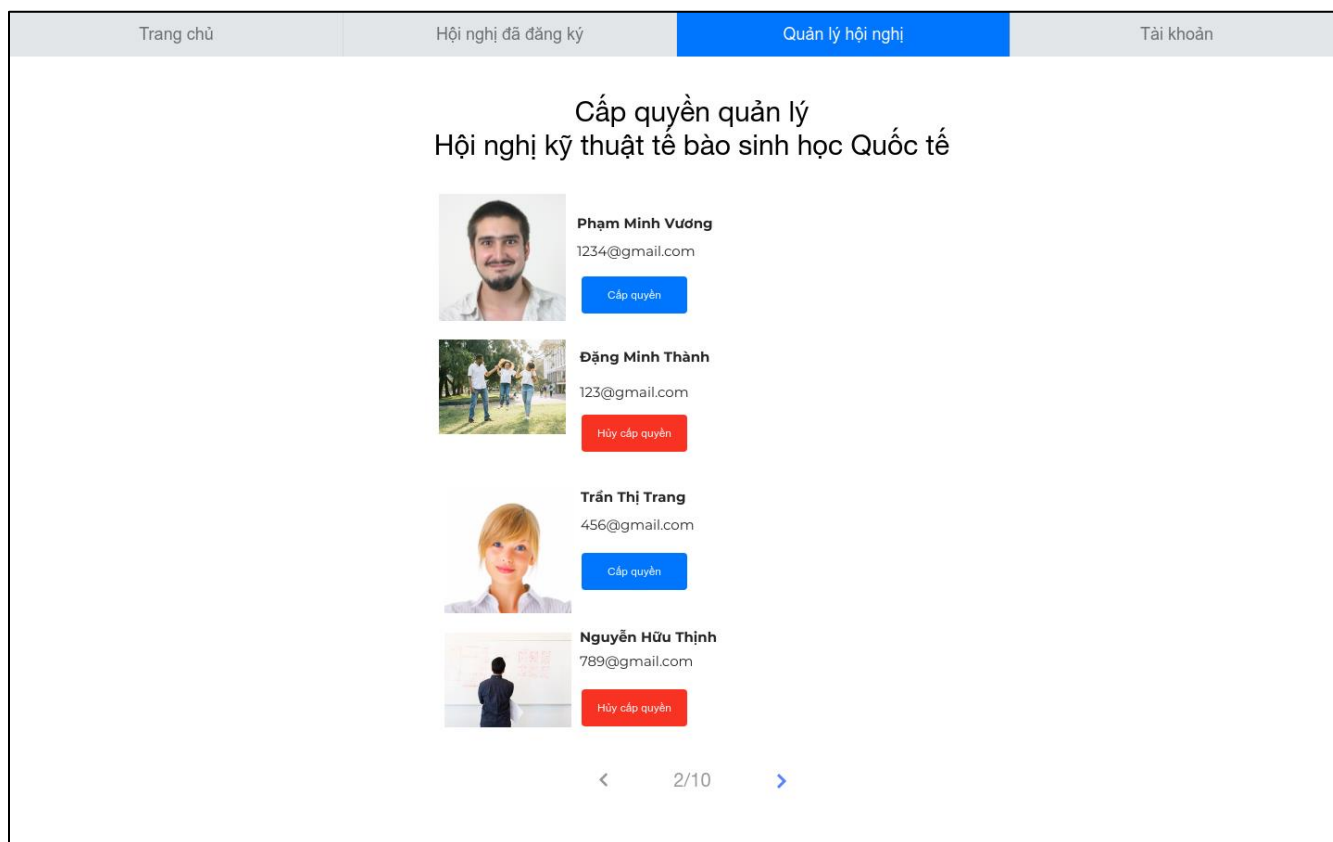 Trang chủ
Hội nghị đã đăng ký
Quản lý hội nghị
Tài khoản
Cấp quyền quản lý
Hội nghị kỹ thuật tế bào sinh học Quốc tế
Phạm Minh Vương
1234@gmail.com
Cấp quyền
Đặng Minh Thành
123@gmail.com
Hủy cấp quyền
Trần Thị Trang
456@gmail.com
Cấp quyền
Nguyễn Hữu Thịnh
789@gmail.com
Hủy cấp quyền
2/10